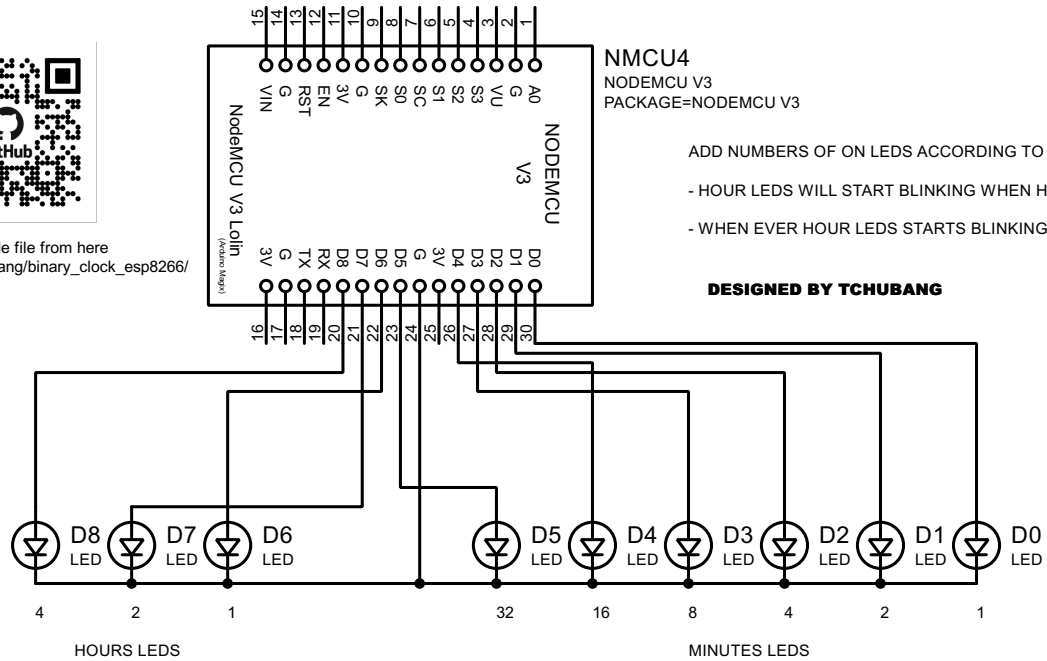 15 14 13 12 11 10 9 8 7 6 5 4 3 2 1
VIN G RST EN 3V G SK S0 SC S1 S2 S3 VU G A0
NMCU4
NODEMCU V3
PACKAGE=NODEMCU V3
NodeMCU V3 Lolin
(Arduino Magix)
NODEMCU
V3
tHub
ADD NUMBERS OF ON LEDS ACCORDING TO
- HOUR LEDS WILL START BLINKING WHEN H
- WHEN EVER HOUR LEDS STARTS BLINKING
le file from here
ang/binary_clock_esp8266/
DESIGNED BY TCHUBANG
3V G TX RX D8 D7 D6 D5 G 3V D4 D3 D2 D1 D0
16 17 18 19 20 21 22 23 24 25 26 27 28 29 30
D8 D7 D6 D5 D4 D3 D2 D1 D0
LED LED LED LED LED LED LED LED LED
4 2 1 32 16 8 4 2 1
HOURS LEDS MINUTES LEDS